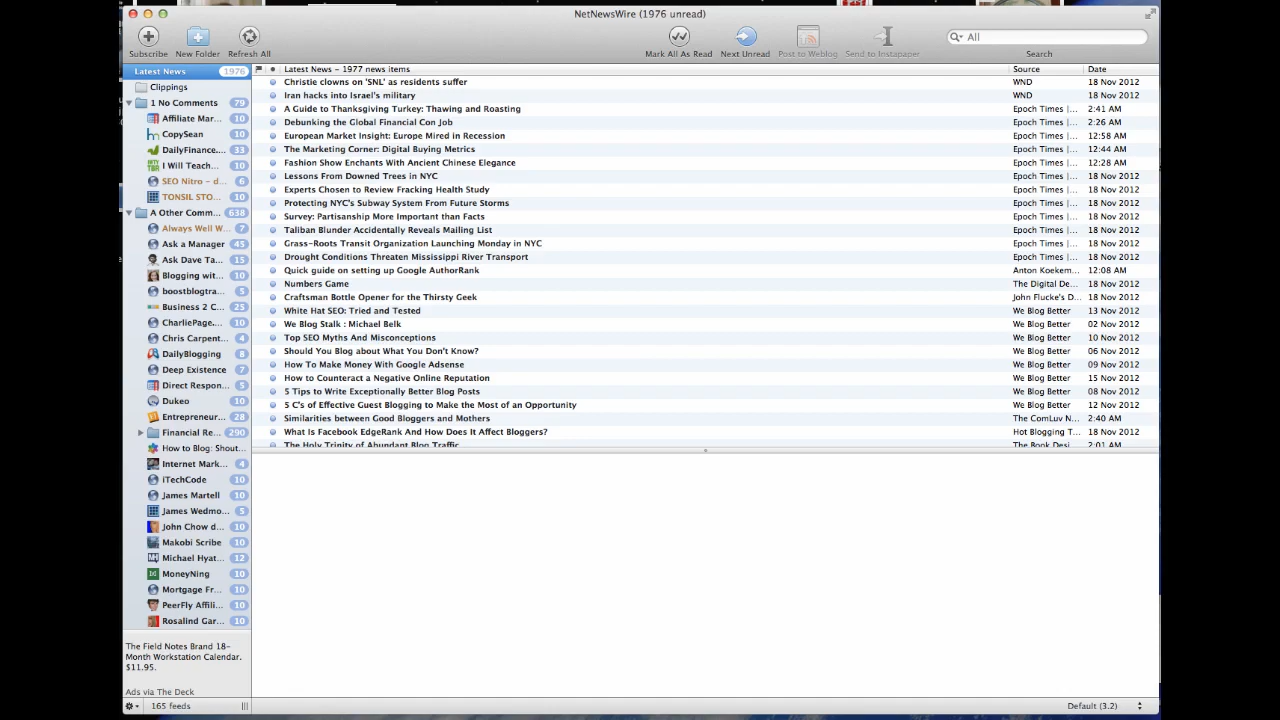 NetNewsWire (1976 unread)
Subscribe New Folder Refresh All Mark All As Read Next Unread Post to Weblog Send to Instapaper All Search
Latest News 1976
Clippings
1 No Comments 79
Affiliate Mar... 10
CopySean 10
DailyFinance.... 33
I Will Teach... 10
SEO Nitro – d... 6
TONSIL STO... 10
A Other Comm... 638
Always Well W... 7
Ask a Manager 45
Ask Dave Ta... 15
Blogging wit... 10
boostblogtra... 5
Business 2 C... 25
CharliePage.... 10
Chris Carpent... 4
DailyBlogging 8
Deep Existence 7
Direct Respon... 5
Dukeo 10
Entrepreneur... 28
Financial Re... 290
How to Blog: Shout...
Internet Mark... 4
iTechCode 10
James Martell 10
James Wedmo... 5
John Chow d... 10
Makobi Scribe 10
Michael Hyat... 12
MoneyNing 10
Mortgage Fr... 10
PeerFly Affili... 10
Rosalind Gar... 10
The Field Notes Brand 18-
Month Workstation Calendar.
$11.95.
Ads via The Deck
165 feeds
Latest News – 1977 news items Source Date
Christie clowns on 'SNL' as residents suffer WND 18 Nov 2012
Iran hacks into Israel's military WND 18 Nov 2012
A Guide to Thanksgiving Turkey: Thawing and Roasting Epoch Times |... 2:41 AM
Debunking the Global Financial Con Job Epoch Times |... 2:26 AM
European Market Insight: Europe Mired in Recession Epoch Times |... 12:58 AM
The Marketing Corner: Digital Buying Metrics Epoch Times |... 12:44 AM
Fashion Show Enchants With Ancient Chinese Elegance Epoch Times |... 12:28 AM
Lessons From Downed Trees in NYC Epoch Times |... 18 Nov 2012
Experts Chosen to Review Fracking Health Study Epoch Times |... 18 Nov 2012
Protecting NYC's Subway System From Future Storms Epoch Times |... 18 Nov 2012
Survey: Partisanship More Important than Facts Epoch Times |... 18 Nov 2012
Taliban Blunder Accidentally Reveals Mailing List Epoch Times |... 18 Nov 2012
Grass-Roots Transit Organization Launching Monday in NYC Epoch Times |... 18 Nov 2012
Drought Conditions Threaten Mississippi River Transport Epoch Times |... 18 Nov 2012
Quick guide on setting up Google AuthorRank Anton Koekem... 12:08 AM
Numbers Game The Digital De... 18 Nov 2012
Craftsman Bottle Opener for the Thirsty Geek John Flucke's D... 18 Nov 2012
White Hat SEO: Tried and Tested We Blog Better 13 Nov 2012
We Blog Stalk : Michael Belk We Blog Better 02 Nov 2012
Top SEO Myths And Misconceptions We Blog Better 10 Nov 2012
Should You Blog about What You Don't Know? We Blog Better 06 Nov 2012
How To Make Money With Google Adsense We Blog Better 09 Nov 2012
How to Counteract a Negative Online Reputation We Blog Better 15 Nov 2012
5 Tips to Write Exceptionally Better Blog Posts We Blog Better 08 Nov 2012
5 C's of Effective Guest Blogging to Make the Most of an Opportunity We Blog Better 12 Nov 2012
Similarities between Good Bloggers and Mothers The ComLuv N... 2:40 AM
What Is Facebook EdgeRank And How Does It Affect Bloggers? Hot Blogging T... 18 Nov 2012
The Holy Trinity of Abundant Blog Traffic The Book Desi... 2:01 AM
Default (3.2)